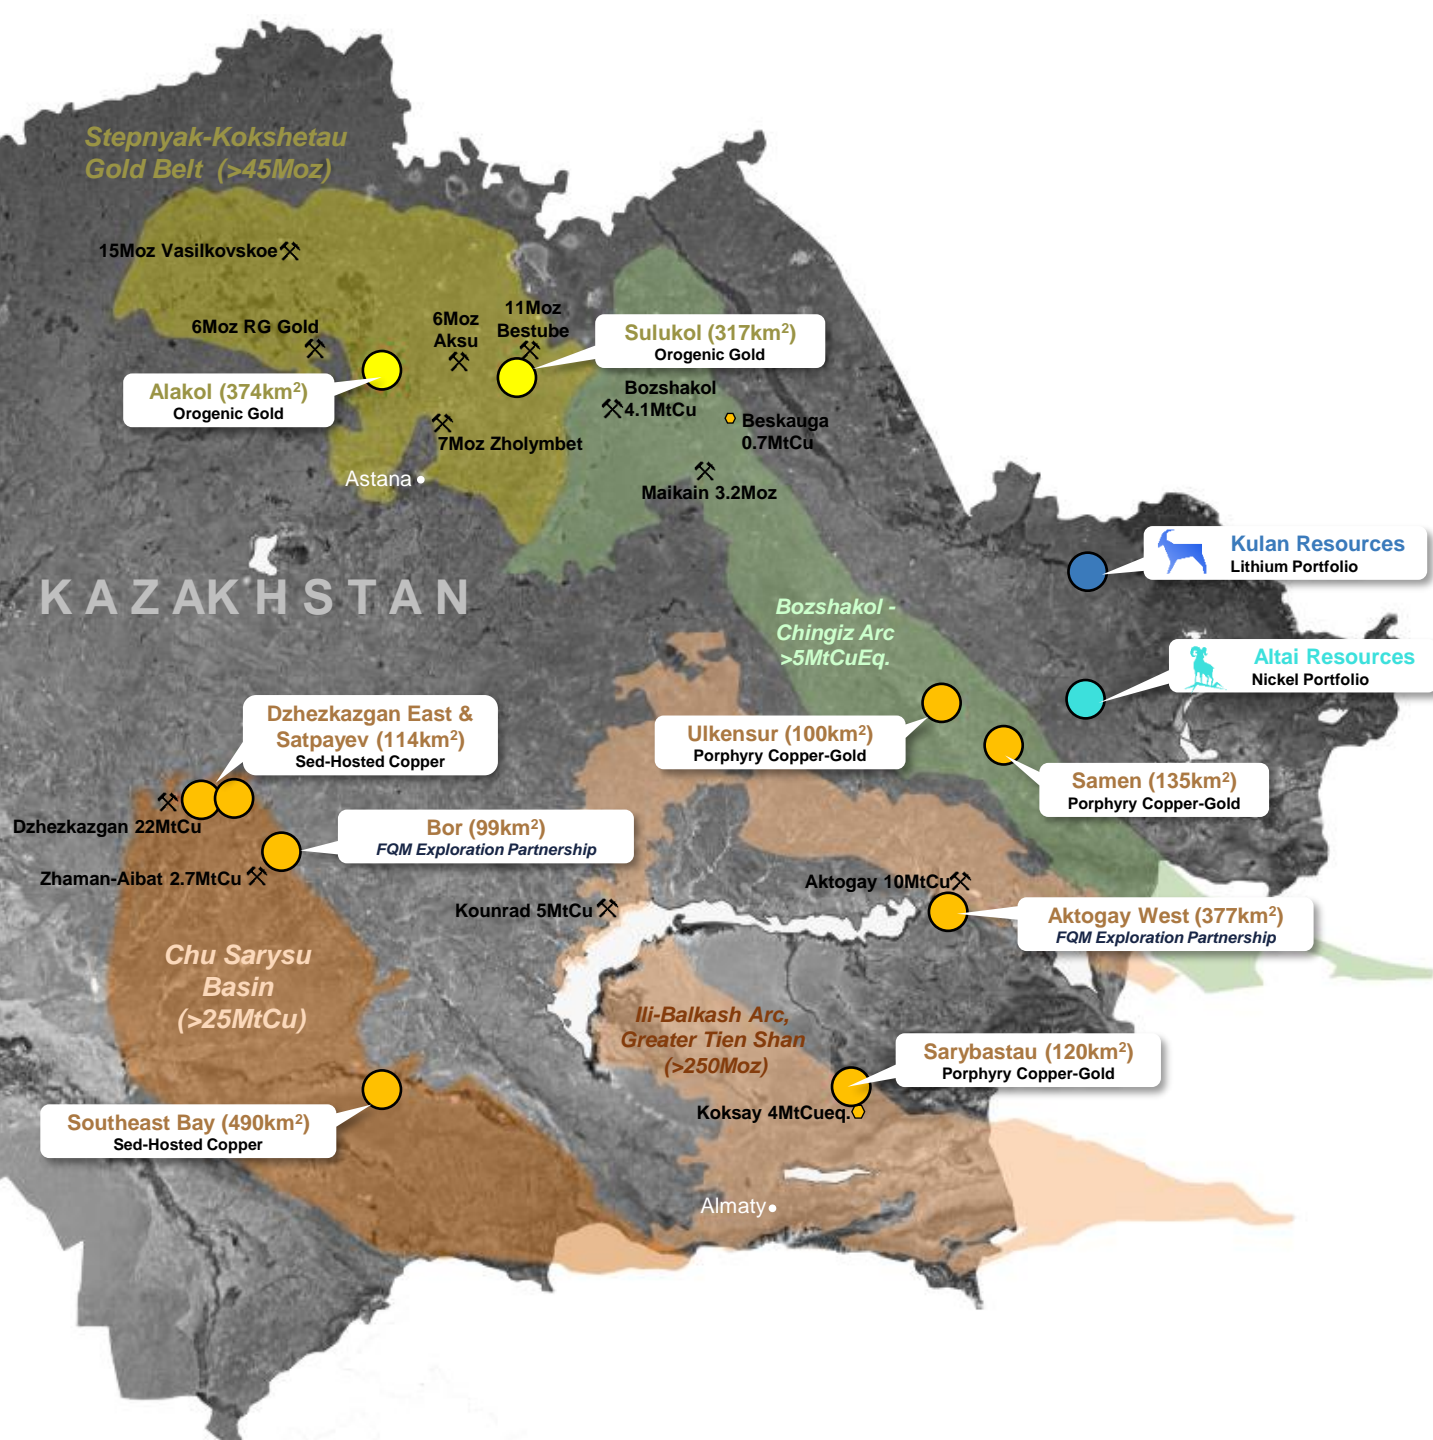 Stepnyak-Kokshetau
Gold Belt (>45Moz)
15Moz Vasilkovskoe
6Moz RG Gold
6Moz
Aksu
11Moz
Bestube
Sulukol (317km²)
Orogenic Gold
Alakol (374km²)
Orogenic Gold
Bozshakol
4.1MtCu
Beskauga
0.7MtCu
7Moz Zholymbet
Astana
Maikain 3.2Moz
KAZAKHSTAN
Kulan Resources
Lithium Portfolio
Bozshakol -
Chingiz Arc
>5MtCuEq.
Altai Resources
Nickel Portfolio
Dzhezkazgan East &
Satpayev (114km²)
Sed-Hosted Copper
Ulkensur (100km²)
Porphyry Copper-Gold
Samen (135km²)
Porphyry Copper-Gold
Dzhezkazgan 22MtCu
Bor (99km²)
FQM Exploration Partnership
Zhaman-Aibat 2.7MtCu
Aktogay 10MtCu
Kounrad 5MtCu
Aktogay West (377km²)
FQM Exploration Partnership
Chu Sarysu
Basin
(>25MtCu)
Ili-Balkash Arc,
Greater Tien Shan
(>250Moz)
Sarybastau (120km²)
Porphyry Copper-Gold
Koksay 4MtCueq.
Southeast Bay (490km²)
Sed-Hosted Copper
Almaty